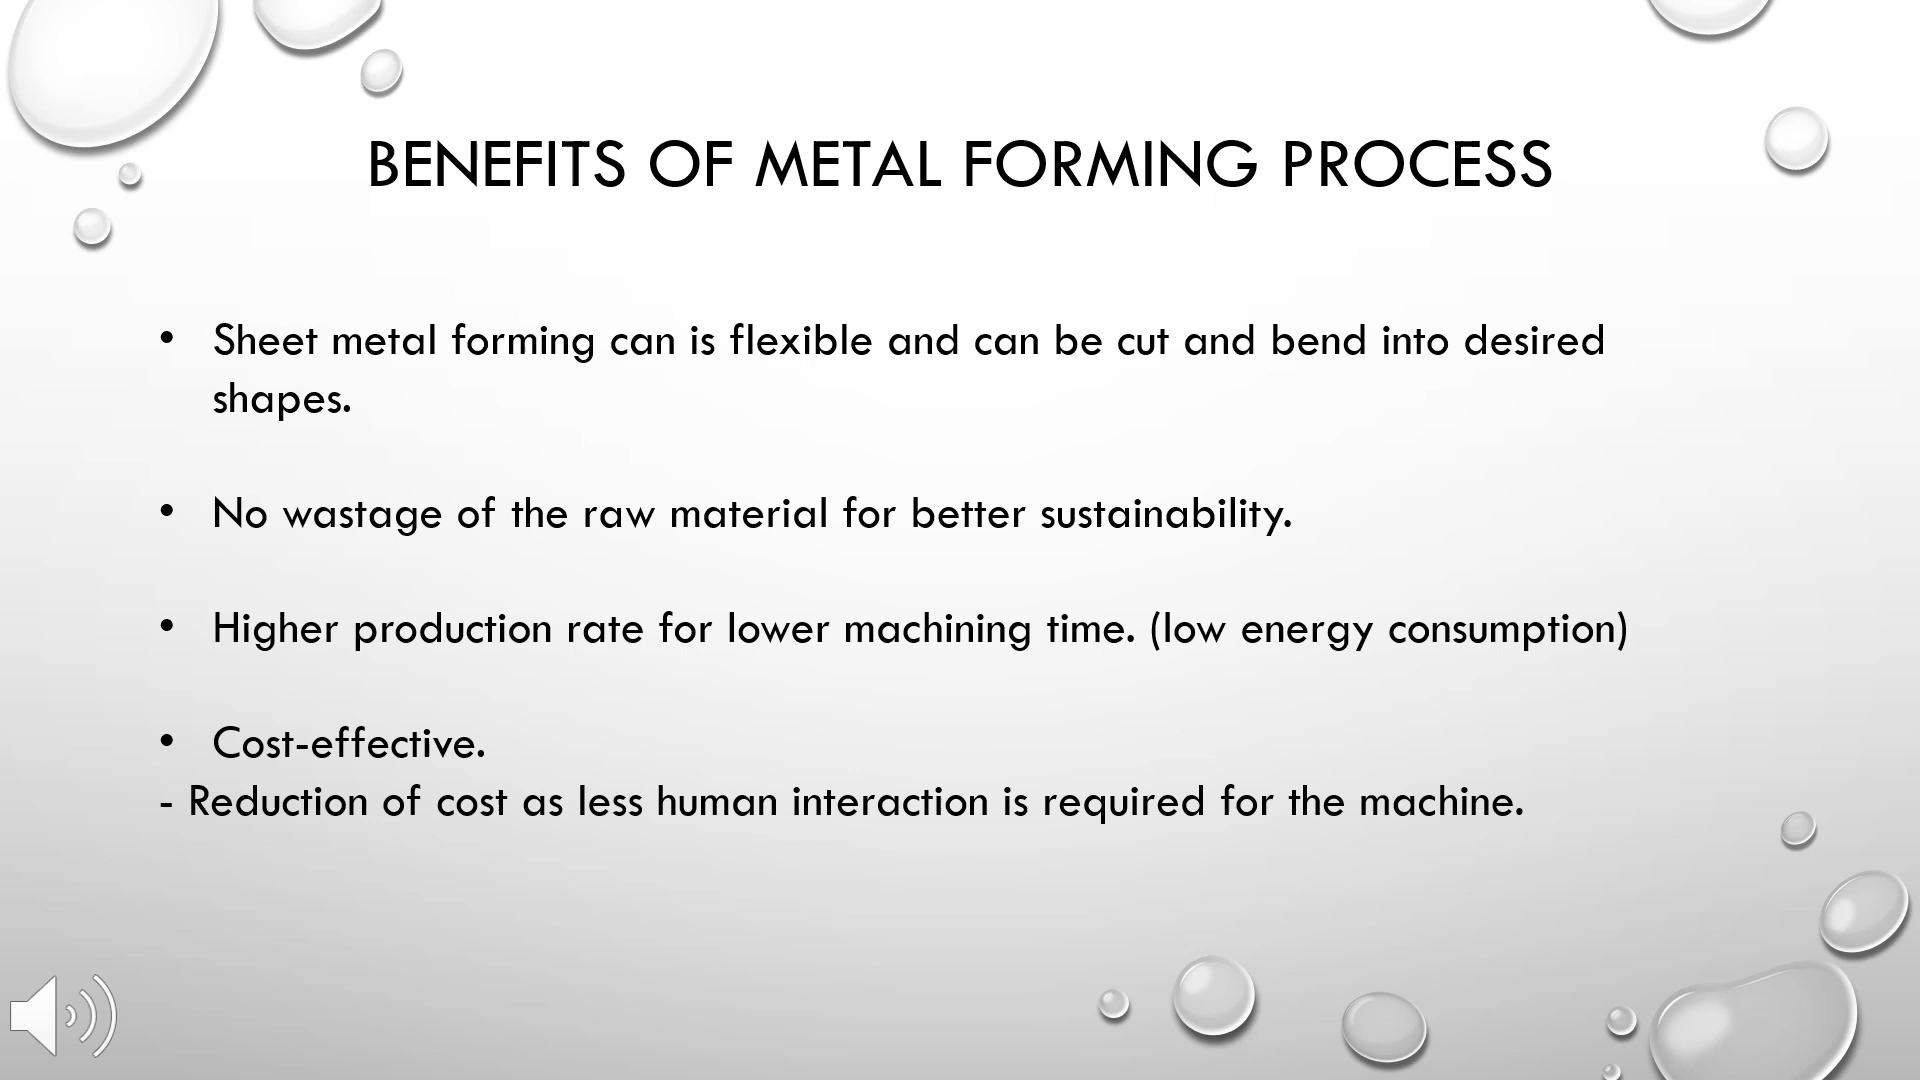 BENEFITS OF METAL FORMING PROCESS
• Sheet metal forming can is flexible and can be cut and bend into desired
shapes.
• No wastage of the raw material for better sustainability.
• Higher production rate for lower machining time. (low energy consumption)
• Cost-effective.
- Reduction of cost as less human interaction is required for the machine.